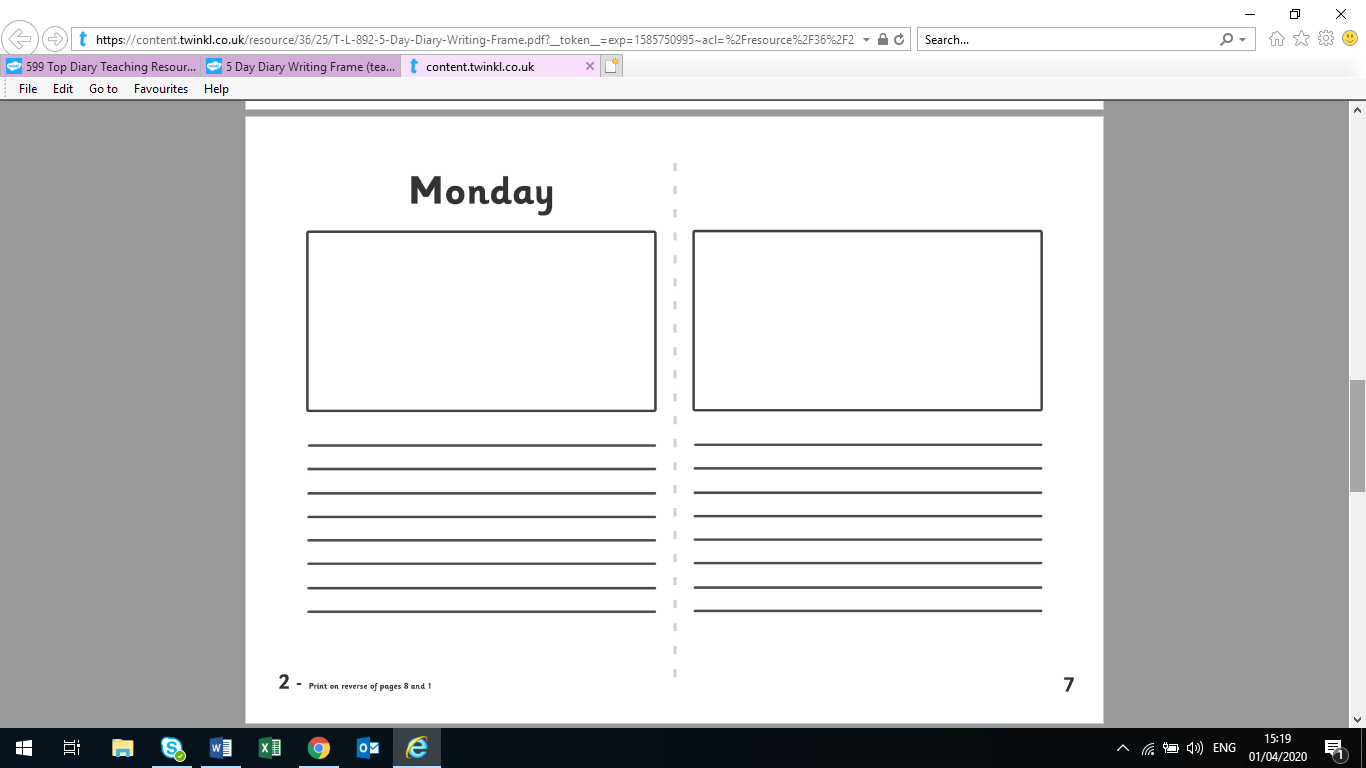 https://content.twinkl.co.uk/resource/36/25/T-L-892-5-Day-Diary-Writing-Frame.pdf?__token__=exp=1585750995~acl=%2Fresource%2F36%2F2
Search...
599 Top Diary Teaching Resour...
5 Day Diary Writing Frame (tea...
content.twinkl.co.uk
File Edit Go to Favourites Help
Monday
2 - Print on reverse of pages 8 and 1
7
ENG
15:19
01/04/2020
1